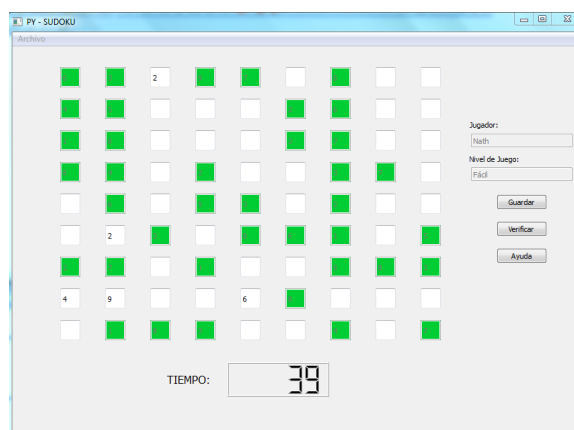 PY - SUDOKU
Archivo
2
Jugador:
Nath
Nivel de Juego:
Fácil
Guardar
2
Verificar
Ayuda
4 9 6
TIEMPO: 39